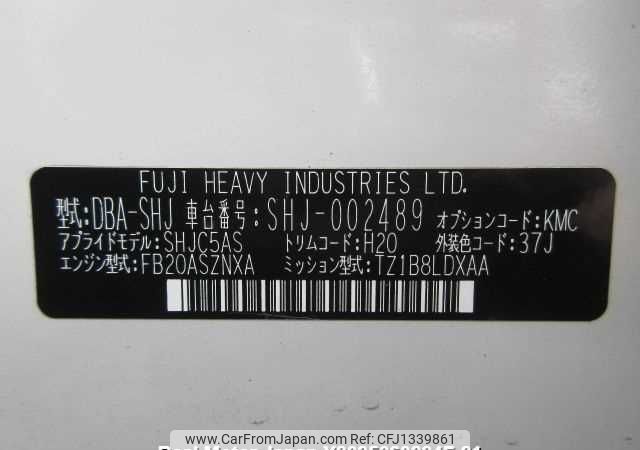 FUJI HEAVY INDUSTRIES LTD.
型式:DBA-SHJ 車台番号:SHJ-002489 オプションコード:KMC
アプライドモデル:SHJC5AS トリムコード:H20 外装色コード:37J
エンジン型式:FB20ASZNXA ミッション型式:TZ1B8LDXAA
www.CarFromJapan.com (ID: CFJ1339861)